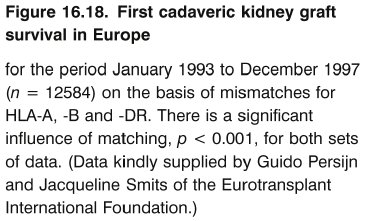 Figure 16.18. First cadaveric kidney graft
survival in Europe
for the period January 1993 to December 1997
(n = 12584) on the basis of mismatches for
HLA-A, -B and -DR. There is a significant
influence of matching, p < 0.001, for both sets
of data. (Data kindly supplied by Guido Persijn
and Jacqueline Smits of the Eurotransplant
International Foundation.)